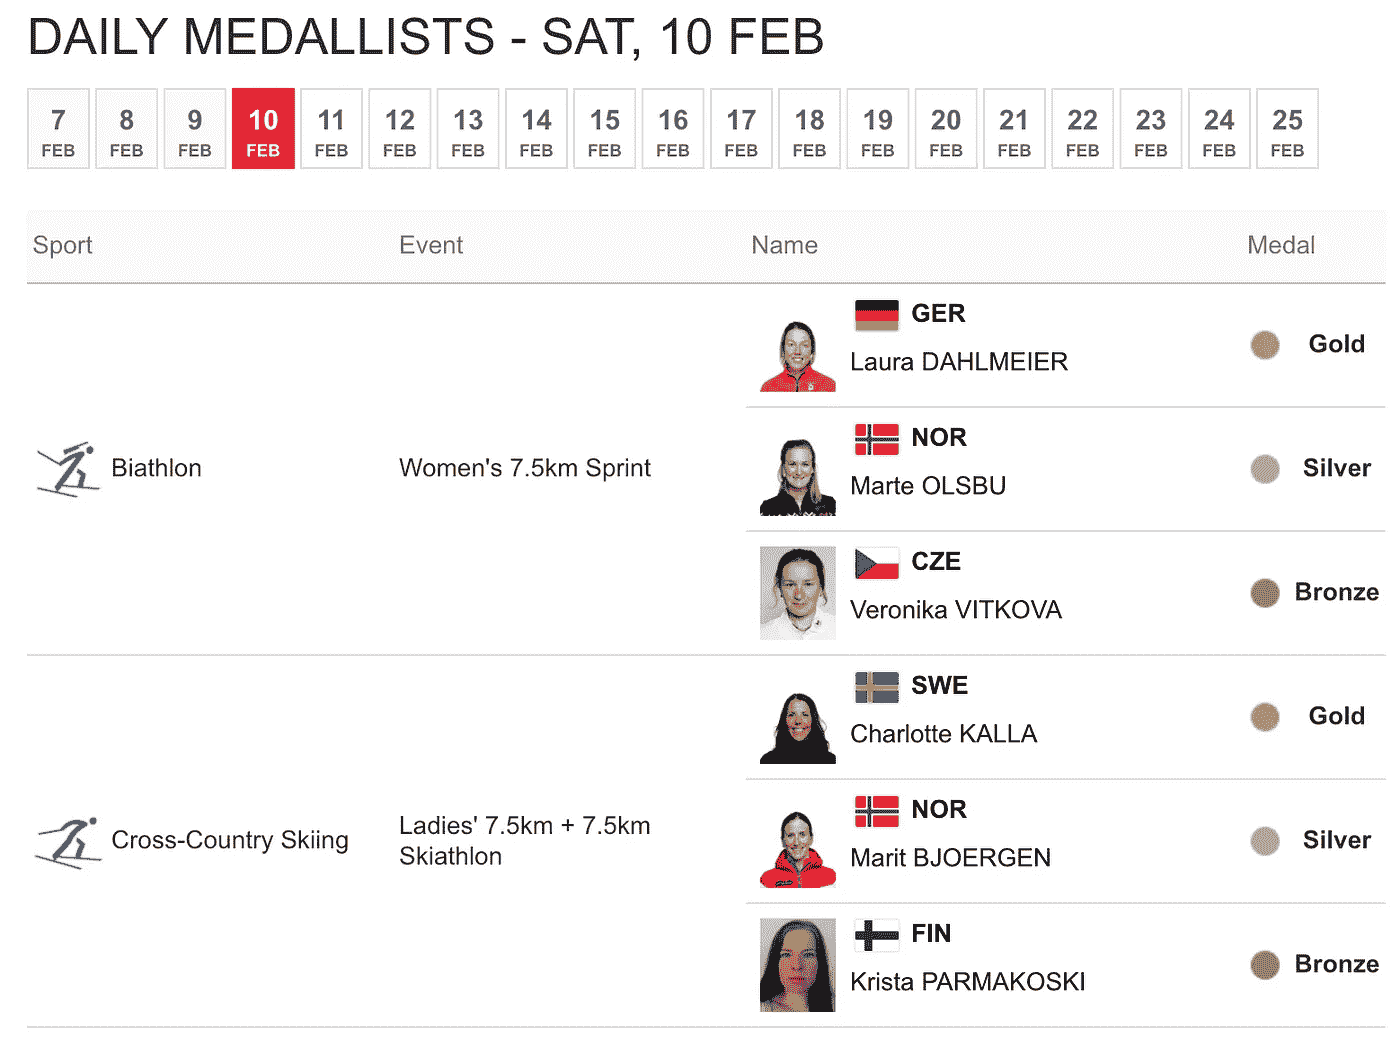 DAILY MEDALLISTS - SAT, 10 FEB
7 8 9 10 11 12 13 14 15 16 17 18 19 20 21 22 23 24 25
FEB FEB FEB FEB FEB FEB FEB FEB FEB FEB FEB FEB FEB FEB FEB FEB FEB FEB FEB
Sport Event Name Medal
GER
Laura DAHLMEIER
Gold
NOR
Marte OLSBU
Silver
Biathlon
Women's 7.5km Sprint
CZE
Veronika VITKOVA
Bronze
SWE
Charlotte KALLA
Gold
NOR
Marit BJOERGEN
Silver
Cross-Country Skiing
Ladies' 7.5km + 7.5km
Skiathlon
FIN
Krista PARMAKOSKI
Bronze